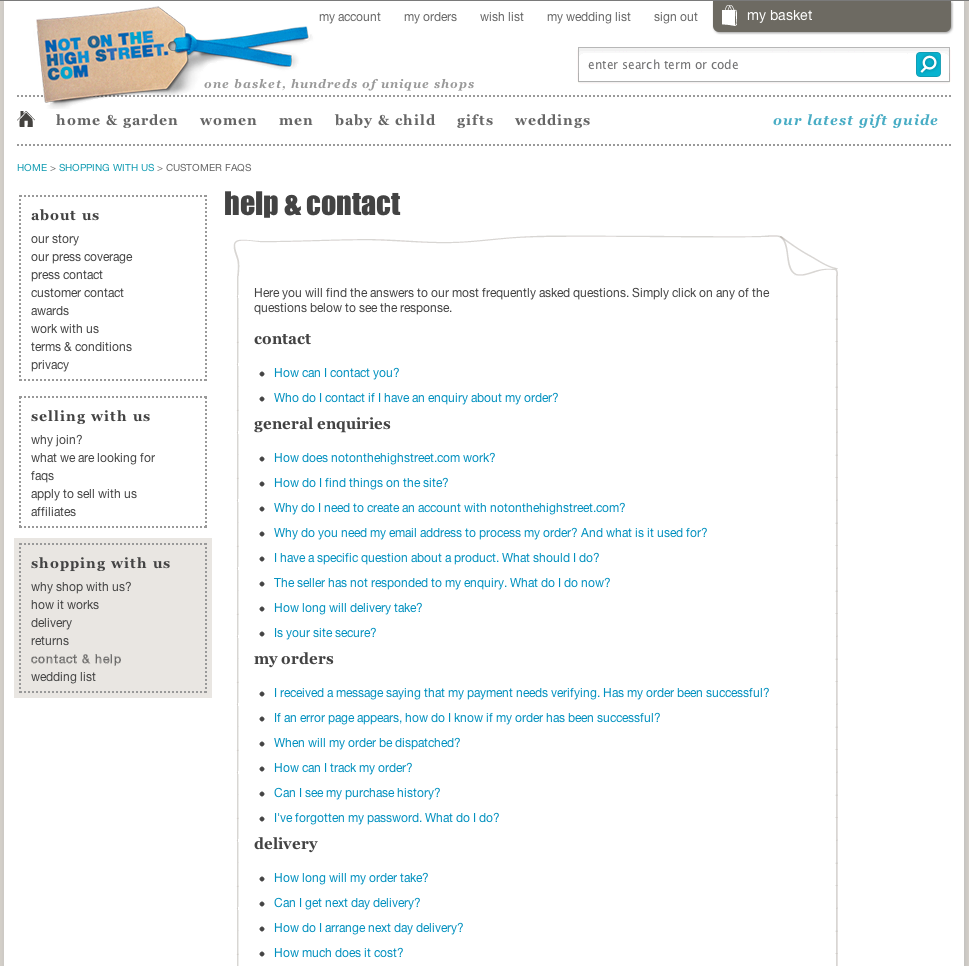 my account my orders wish list my wedding list sign out my basket
NOT ON THE
HIGH STREET.
COM
one basket, hundreds of unique shops
enter search term or code
home & garden women men baby & child gifts weddings our latest gift guide
HOME > SHOPPING WITH US > CUSTOMER FAQS
about us
our story
our press coverage
press contact
customer contact
awards
work with us
terms & conditions
privacy
selling with us
why join?
what we are looking for
faqs
apply to sell with us
affiliates
shopping with us
why shop with us?
how it works
delivery
returns
contact & help
wedding list
help & contact
Here you will find the answers to our most frequently asked questions. Simply click on any of the
questions below to see the response.
contact
How can I contact you?
Who do I contact if I have an enquiry about my order?
general enquiries
How does notonthehighstreet.com work?
How do I find things on the site?
Why do I need to create an account with notonthehighstreet.com?
Why do you need my email address to process my order? And what is it used for?
I have a specific question about a product. What should I do?
The seller has not responded to my enquiry. What do I do now?
How long will delivery take?
Is your site secure?
my orders
I received a message saying that my payment needs verifying. Has my order been successful?
If an error page appears, how do I know if my order has been successful?
When will my order be dispatched?
How can I track my order?
Can I see my purchase history?
I've forgotten my password. What do I do?
delivery
How long will my order take?
Can I get next day delivery?
How do I arrange next day delivery?
How much does it cost?